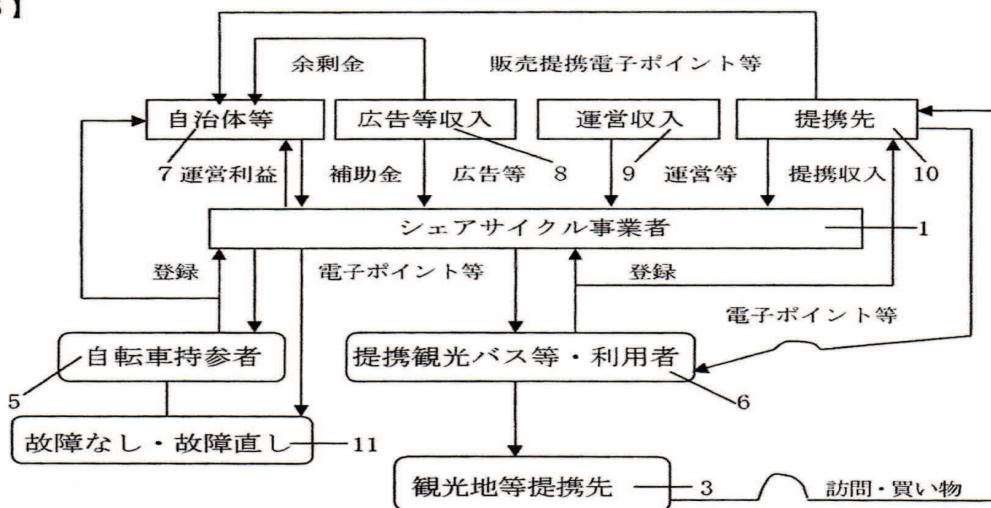 】
余剰金 販売提携電子ポイント等
自治体等 広告等収入 運営収入 提携先
7 運営利益 補助金 広告等 8 9 運営等 提携収入 10
シェアサイクル事業者 1
登録 電子ポイント等 登録
電子ポイント等
自転車持参者 提携観光バス等・利用者
5 6
故障なし・故障直し 11
観光地等提携先 3 訪問・買い物